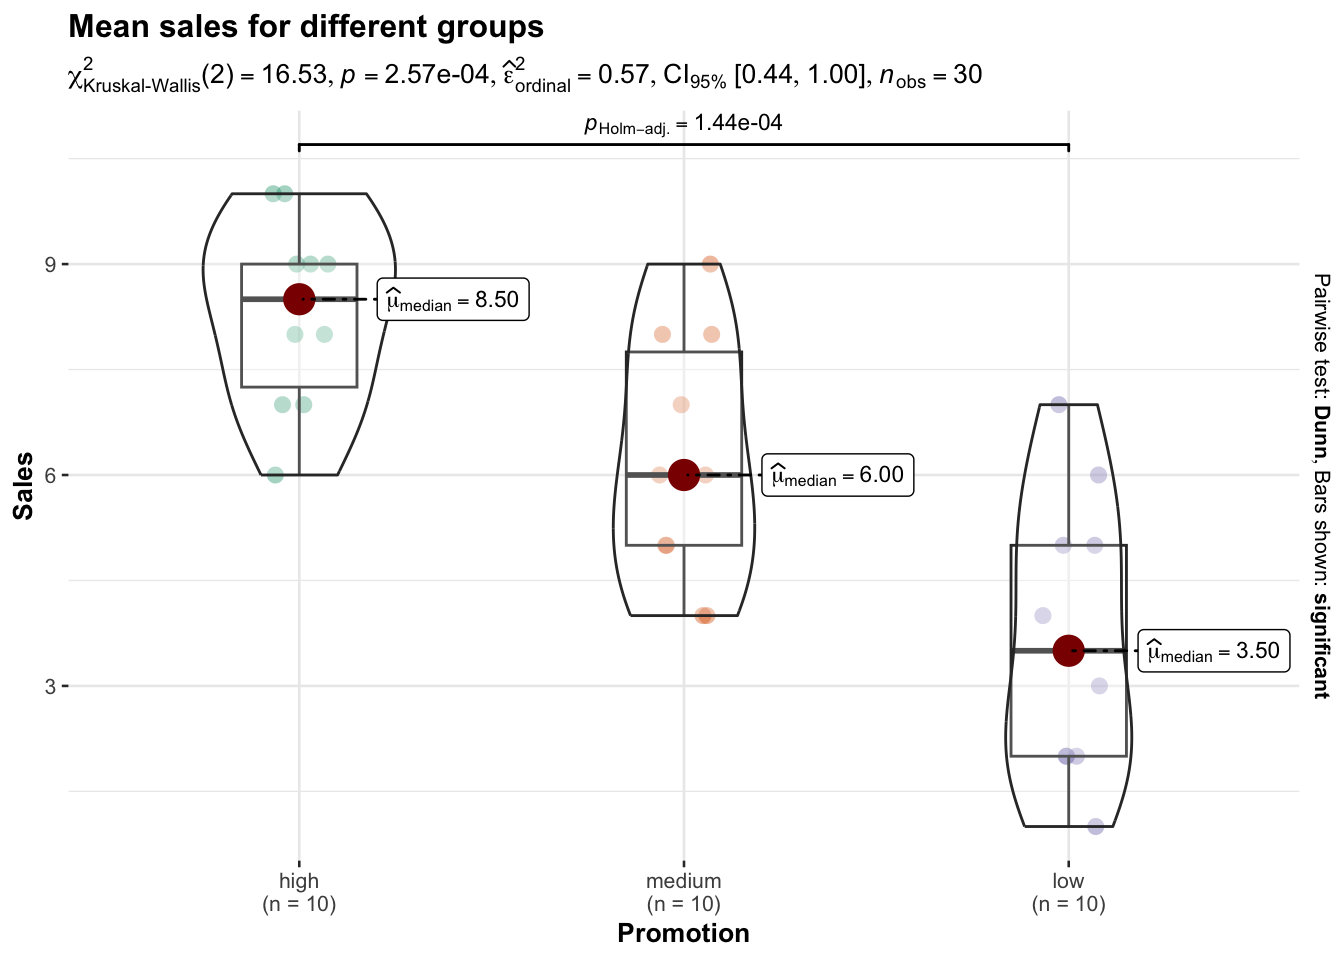 Mean sales for different groups
χ²Kruskal-Wallis(2) = 16.53, p = 2.57e-04, ε̂²ordinal = 0.57, CI95% [0.44, 1.00], nobs = 30
pHolm−adj. = 1.44e-04
9
6
3
Sales
μ̂median = 8.50
μ̂median = 6.00
μ̂median = 3.50
high
(n = 10)
medium
(n = 10)
low
(n = 10)
Promotion
Pairwise test: Dunn, Bars shown: significant